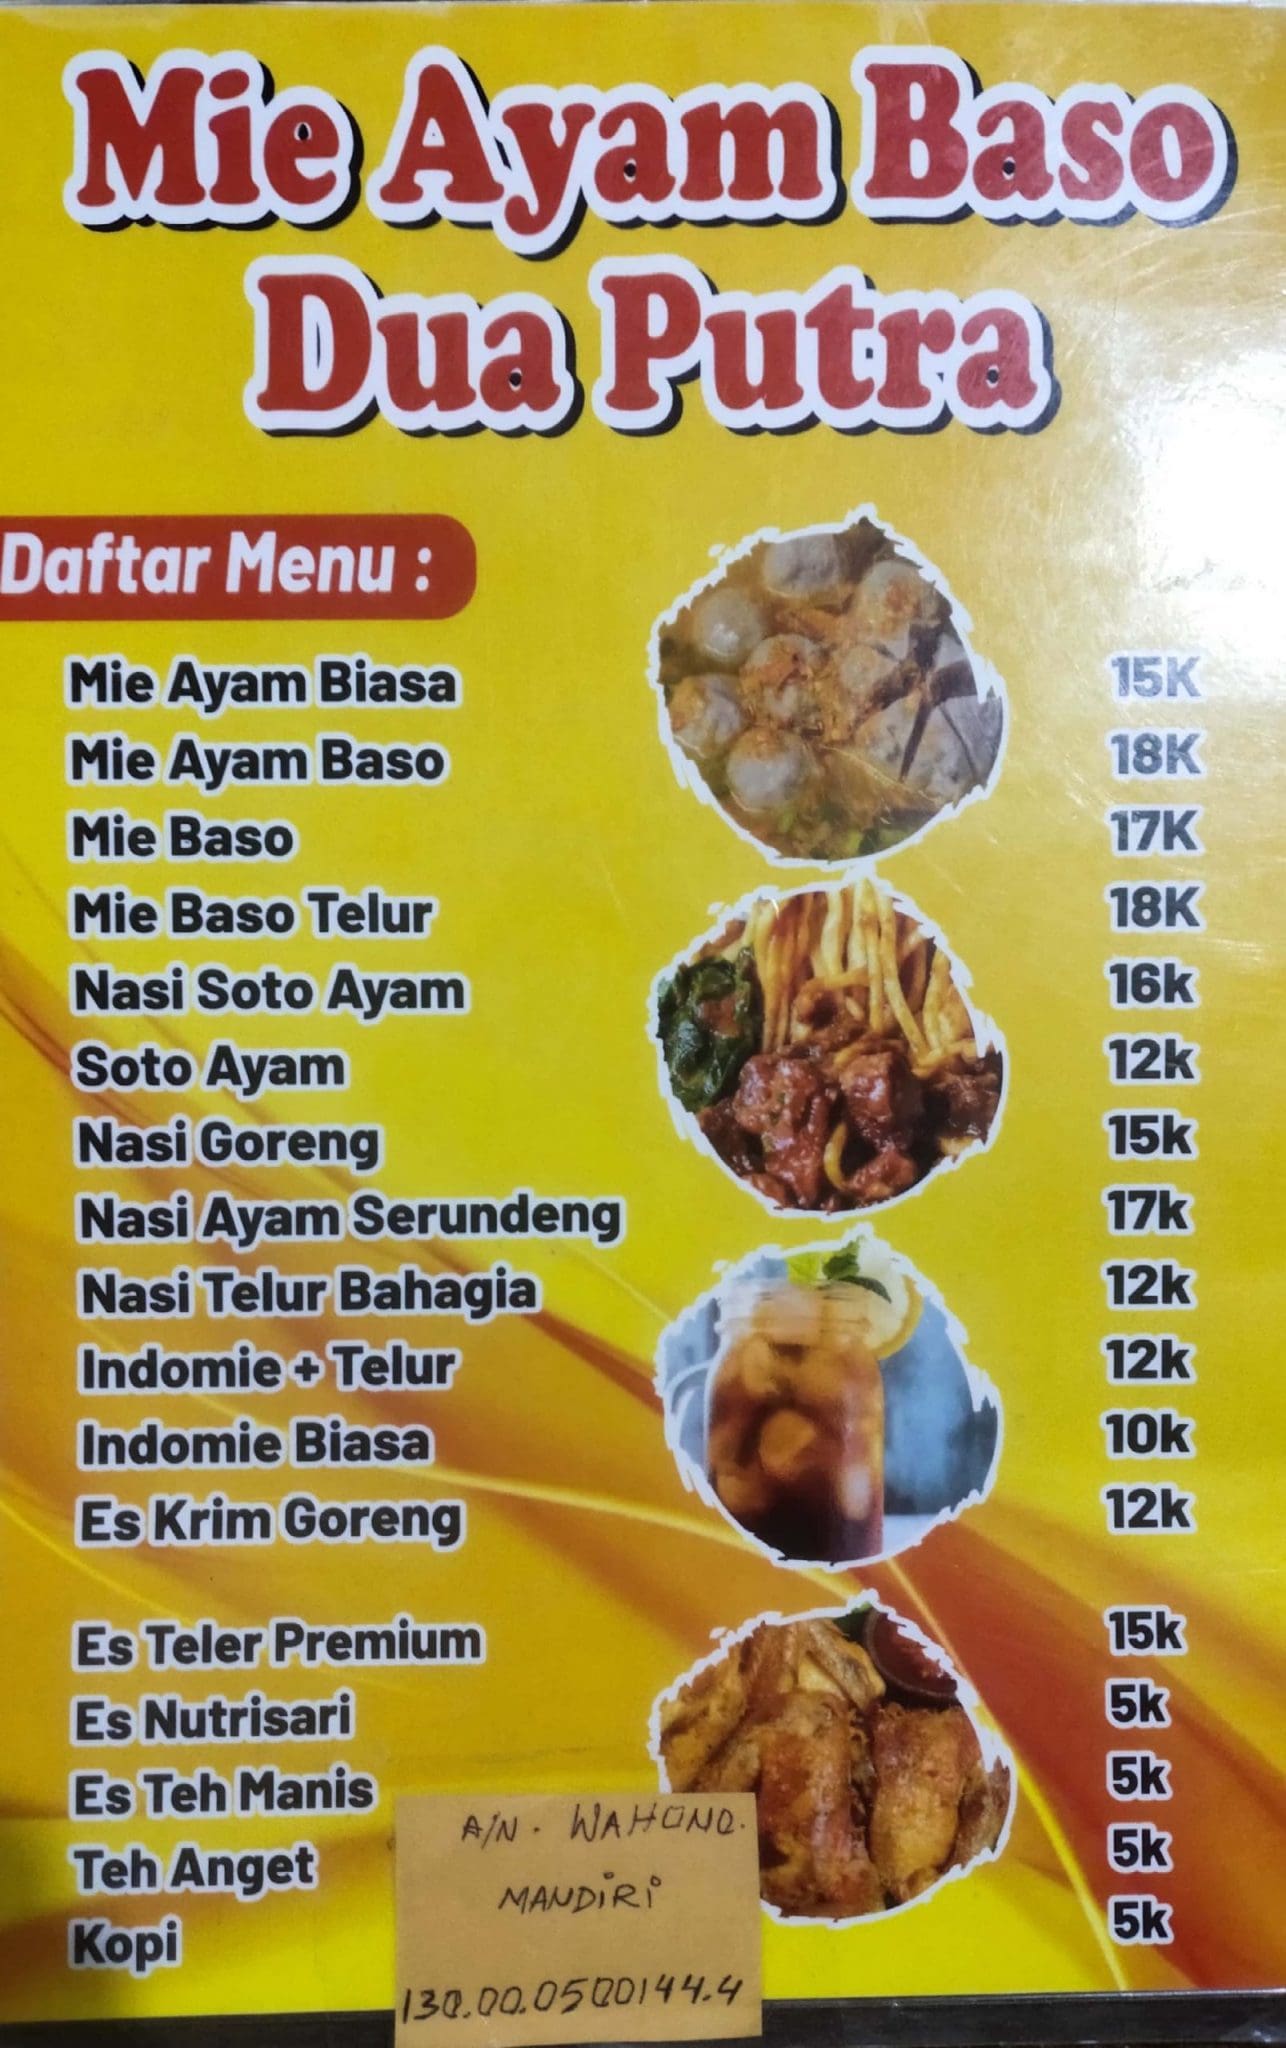 Mie Ayam Baso
Dua Putra
Daftar Menu :
Mie Ayam Biasa 15K
Mie Ayam Baso 18K
Mie Baso 17K
Mie Baso Telur 18K
Nasi Soto Ayam 16k
Soto Ayam 12k
Nasi Goreng 15k
Nasi Ayam Serundeng 17k
Nasi Telur Bahagia 12k
Indomie + Telur 12k
Indomie Biasa 10k
Es Krim Goreng 12k
Es Teler Premium 15k
Es Nutrisari 5k
Es Teh Manis 5k
Teh Anget 5k
Kopi 5k
A/N. WAHONO.
MANDiRi
130.00.0500144.4